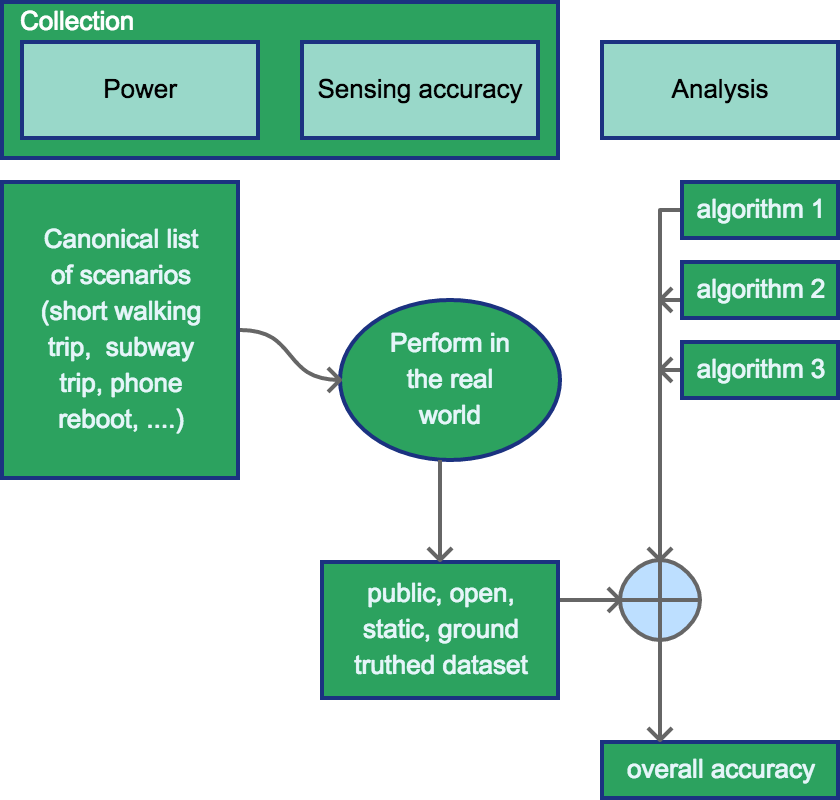 Collection
Power
Sensing accuracy
Analysis
Canonical list
of scenarios
(short walking
trip, subway
trip, phone
reboot, ....)
Perform in
the real
world
algorithm 1
algorithm 2
algorithm 3
public, open,
static, ground
truthed dataset
overall accuracy